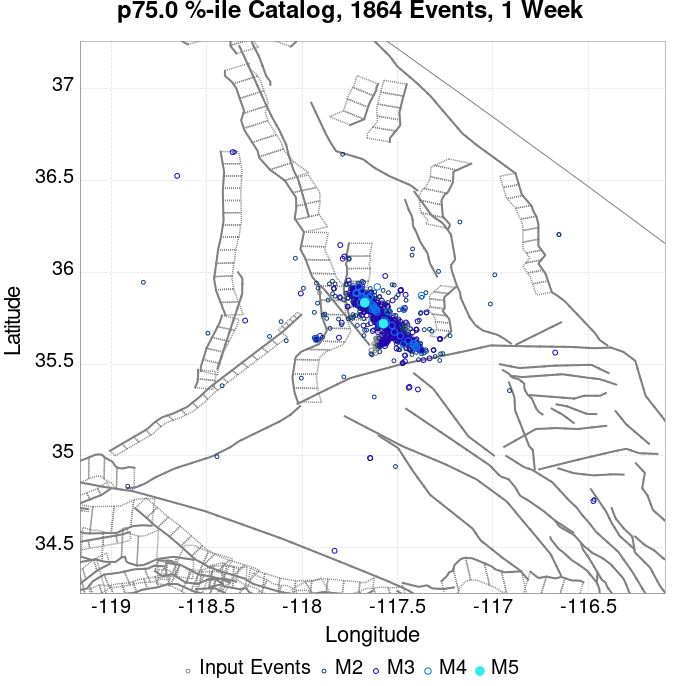 p75.0 %-ile Catalog, 1864 Events, 1 Week
37
36.5
36
35.5
35
34.5
Latitude
-119 -118.5 -118 -117.5 -117 -116.5
Longitude
Input Events M2 M3 M4 M5